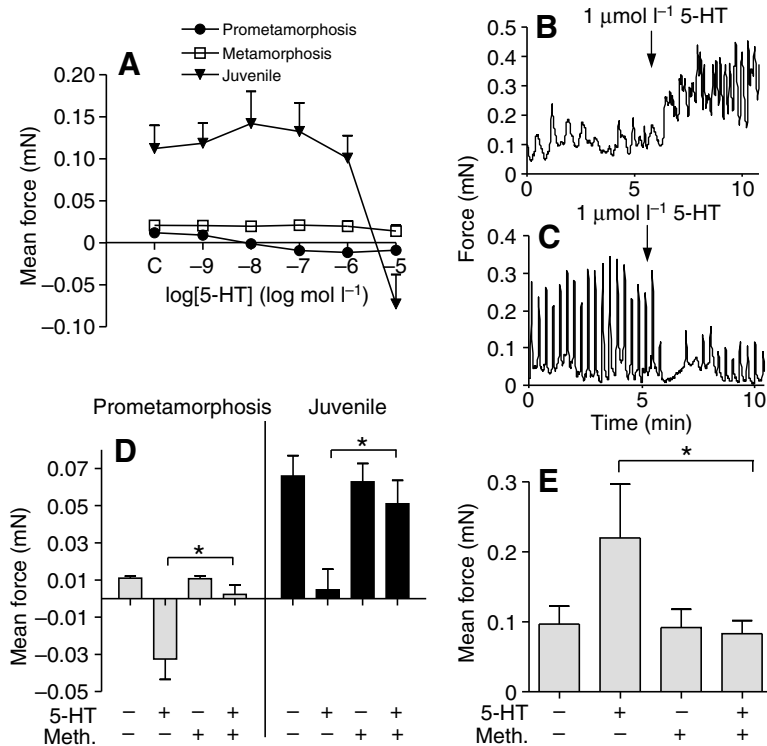 A
Prometamorphosis
Metamorphosis
Juvenile
0.20
0.15
0.10
0.05
0
−0.05
−0.10
Mean force (mN)
C −9 −8 −7 −6 −5
log[5-HT] (log mol l−1)
B
1 μmol l−1 5-HT
0.5
0.4
0.3
0.2
0.1
0
0 5 10
Force (mN)
C
1 μmol l−1 5-HT
0.4
0.3
0.2
0.1
0
0 5 10
Time (min)
Prometamorphosis Juvenile
D
*
*
0.07
0.05
0.03
0.01
−0.01
−0.03
−0.05
Mean force (mN)
5-HT − + − + − + − +
Meth. − − + + − − + +
E
*
0.3
0.2
0.1
0
Mean force (mN)
5-HT − + − +
Meth. − − + +